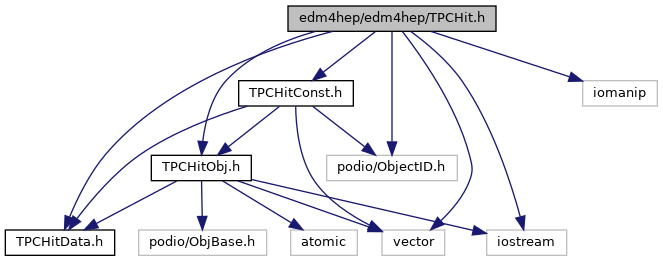 edm4hep/edm4hep/TPCHit.h
TPCHitConst.h
iomanip
TPCHitObj.h
podio/ObjectID.h
TPCHitData.h
podio/ObjBase.h
atomic
vector
iostream